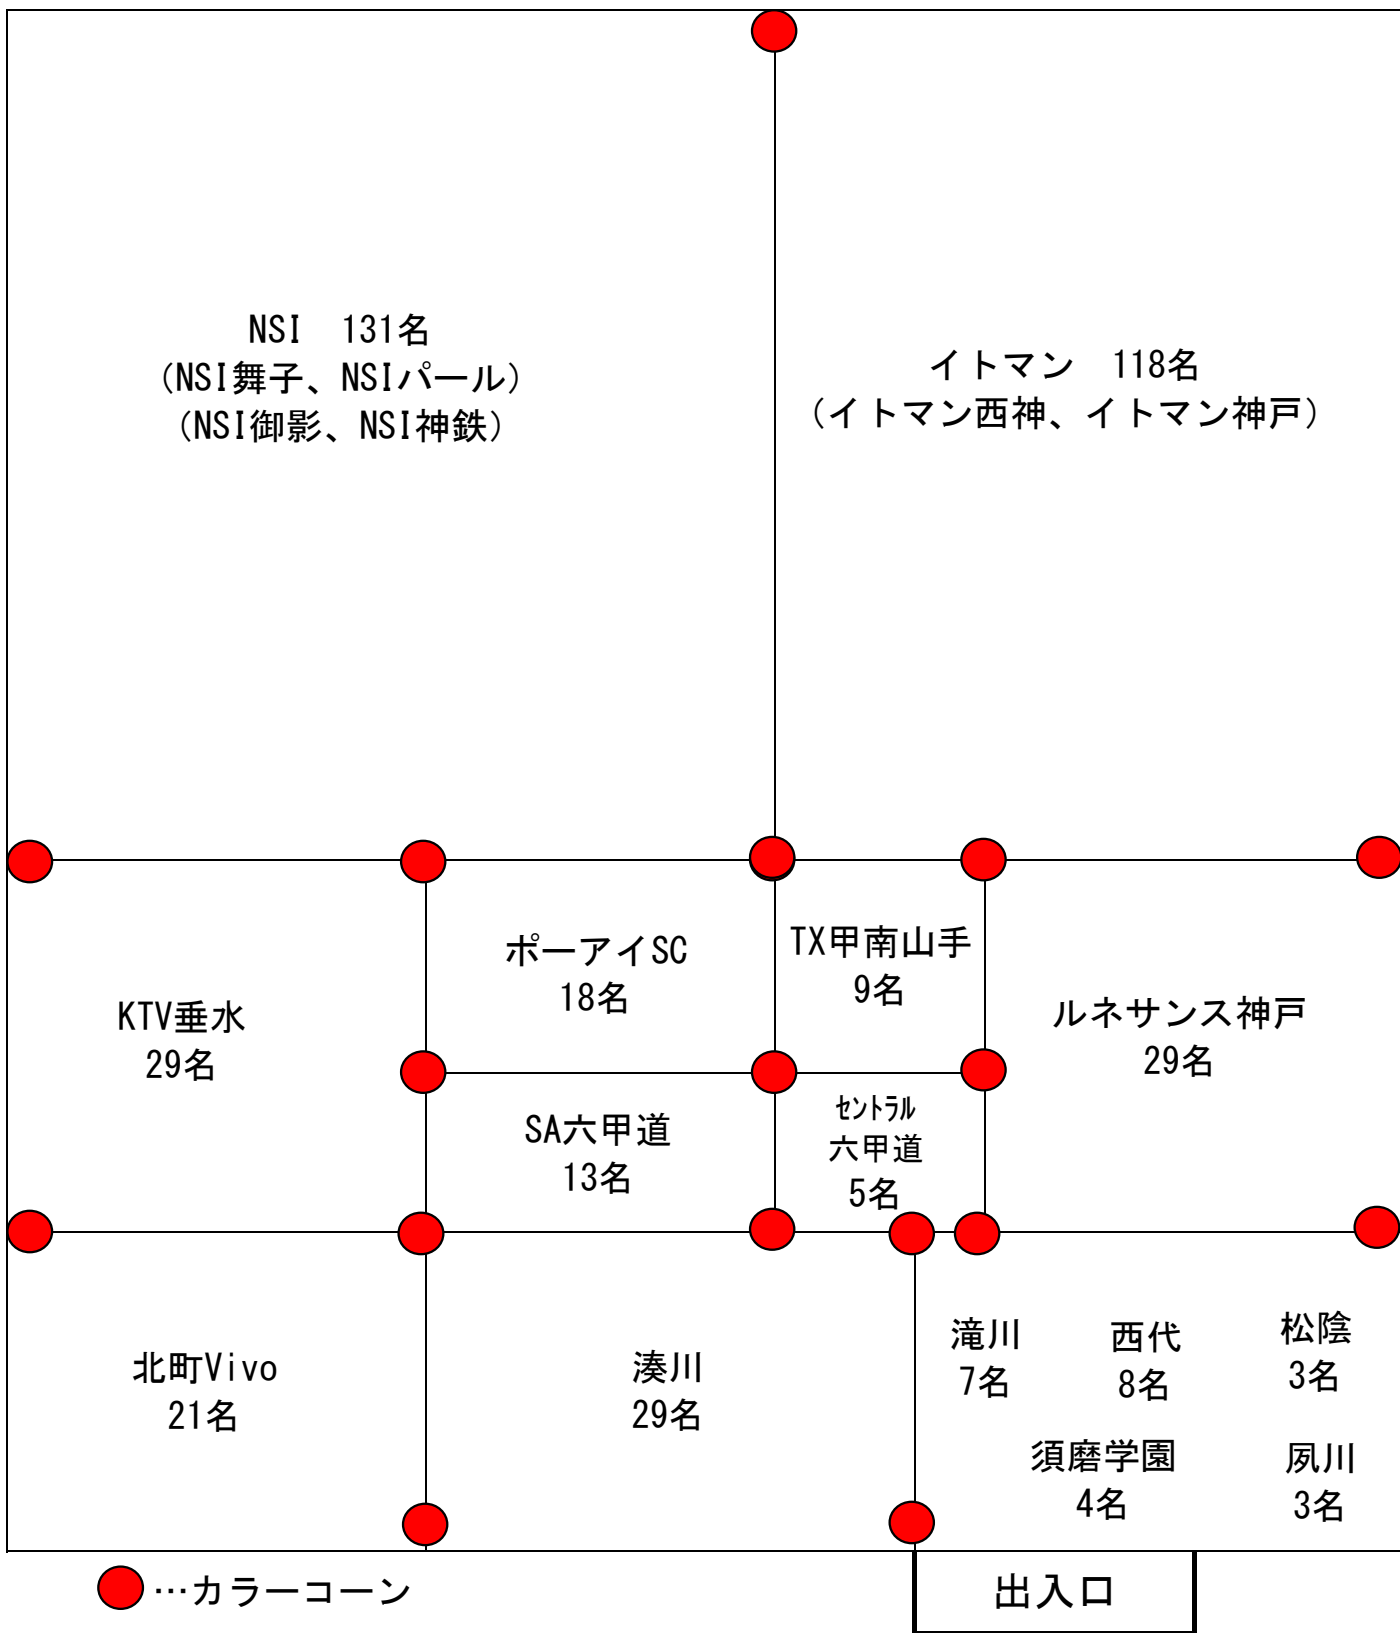 NSI　131名
（NSI舞子、NSIパール）
（NSI御影、NSI神鉄）
イトマン　118名
（イトマン西神、イトマン神戸）
KTV垂水
29名
ポーアイSC
18名
TX甲南山手
9名
ルネサンス神戸
29名
SA六甲道
13名
ｾﾝﾄﾗﾙ
六甲道
5名
北町Vivo
21名
湊川
29名
滝川
7名
西代
8名
松陰
3名
須磨学園
4名
夙川
3名
…カラーコーン
出入口